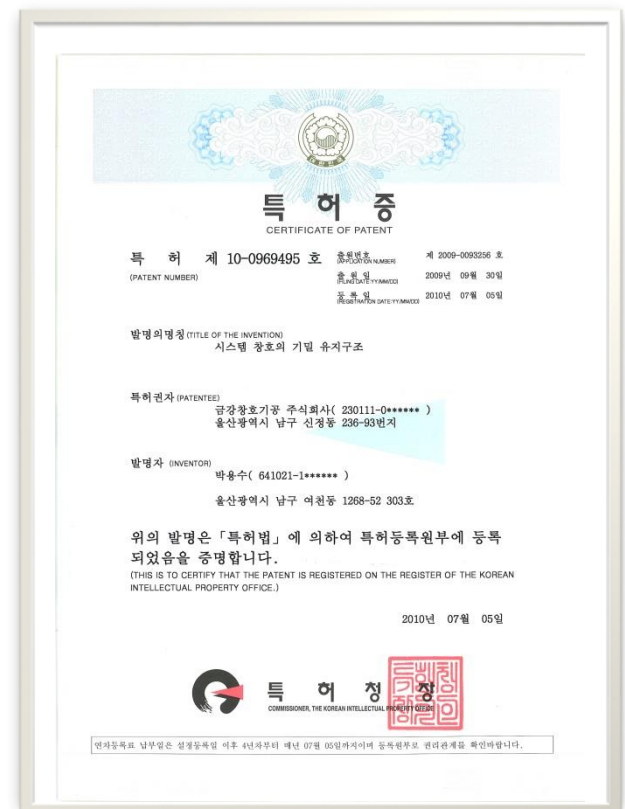 대한민국
특 허 증
CERTIFICATE OF PATENT
특 허 제 10-0969495 호
(PATENT NUMBER)
출원번호 제 2009-0093256 호
(APPLICATION NUMBER)
출 원 일 2009년 09월 30일
(FILING DATE:YY/MM/DD)
등 록 일 2010년 07월 05일
(REGISTRATION DATE:YY/MM/DD)
발명의명칭 (TITLE OF THE INVENTION)
시스템 창호의 기밀 유지구조
특허권자 (PATENTEE)
금강창호기공 주식회사( 230111-0****** )
울산광역시 남구 신정동 236-93번지
발명자 (INVENTOR)
박용수( 641021-1****** )
울산광역시 남구 여천동 1268-52 303호
위의 발명은「특허법」에 의하여 특허등록원부에 등록
되었음을 증명합니다.
(THIS IS TO CERTIFY THAT THE PATENT IS REGISTERED ON THE REGISTER OF THE KOREAN
INTELLECTUAL PROPERTY OFFICE.)
2010년 07월 05일
특 허 청 장
COMMISSIONER, THE KOREAN INTELLECTUAL PROPERTY OFFICE
연차등록료 납부일은 설정등록일 이후 4년차부터 매년 07월 05일까지이며 등록원부로 권리관계를 확인바랍니다.